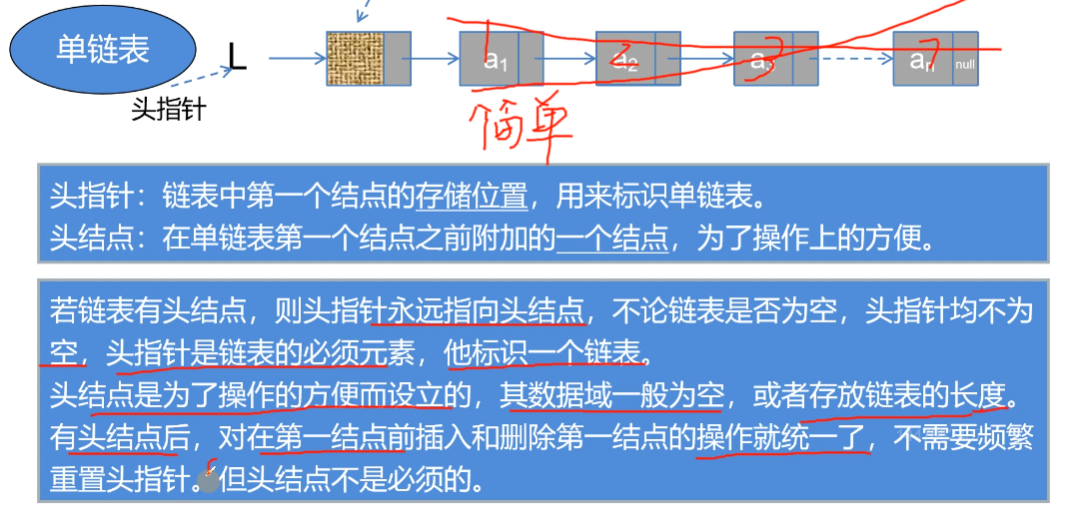 单链表
L
头指针
a₁
a₂
a₃
aₙ
null
1
2
3
7
简单
头指针：链表中第一个结点的存储位置，用来标识单链表。
头结点：在单链表第一个结点之前附加的一个结点，为了操作上的方便。
若链表有头结点，则头指针永远指向头结点，不论链表是否为空，头指针均不为
空，头指针是链表的必须元素，他标识一个链表。
头结点是为了操作的方便而设立的，其数据域一般为空，或者存放链表的长度。
有头结点后，对在第一结点前插入和删除第一结点的操作就统一了，不需要频繁
重置头指针。但头结点不是必须的。